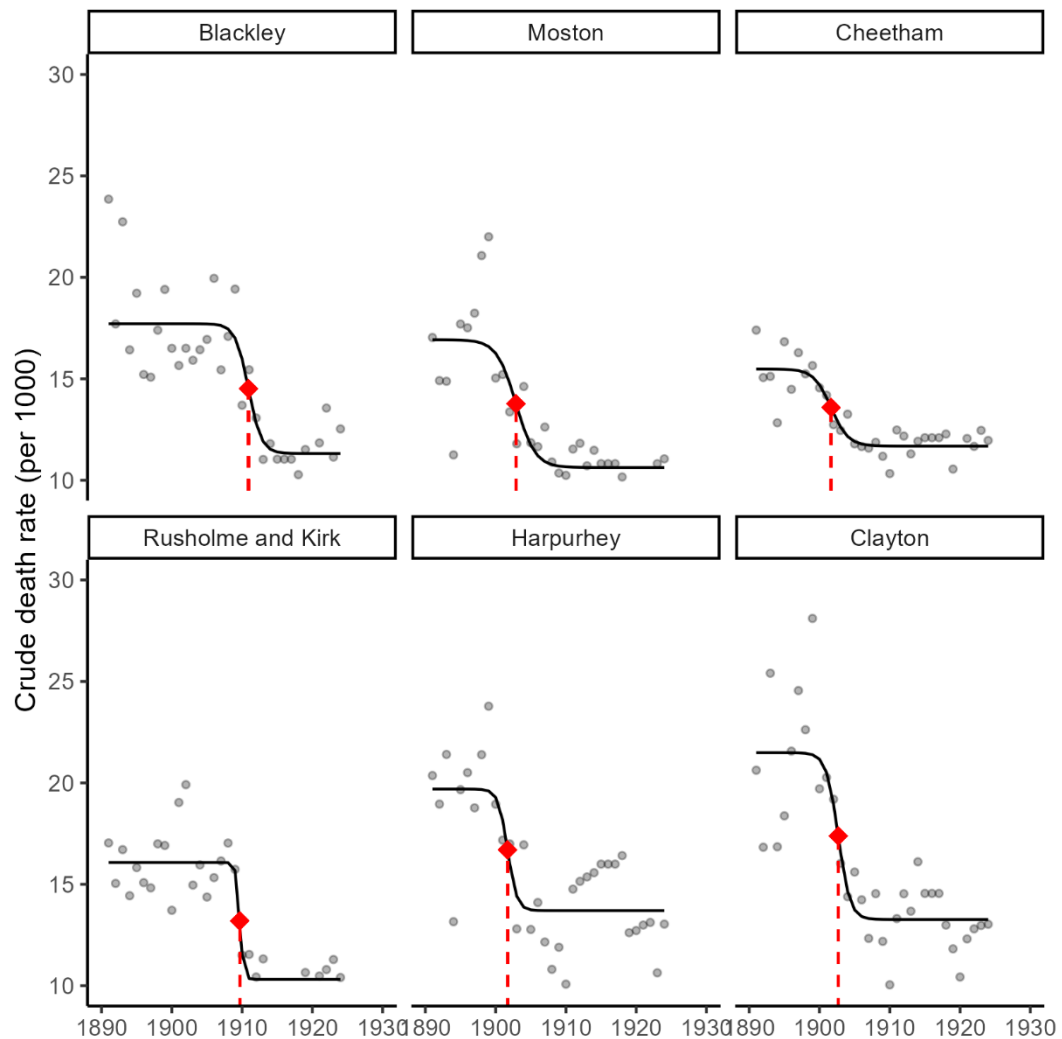 Blackley Moston Cheetham
30
25
20
15
10
Rusholme and Kirk Harpurhey Clayton
30
25
20
15
10
1890 1900 1910 1920 1930 1890 1900 1910 1920 1930 1890 1900 1910 1920 1930
Crude death rate (per 1000)